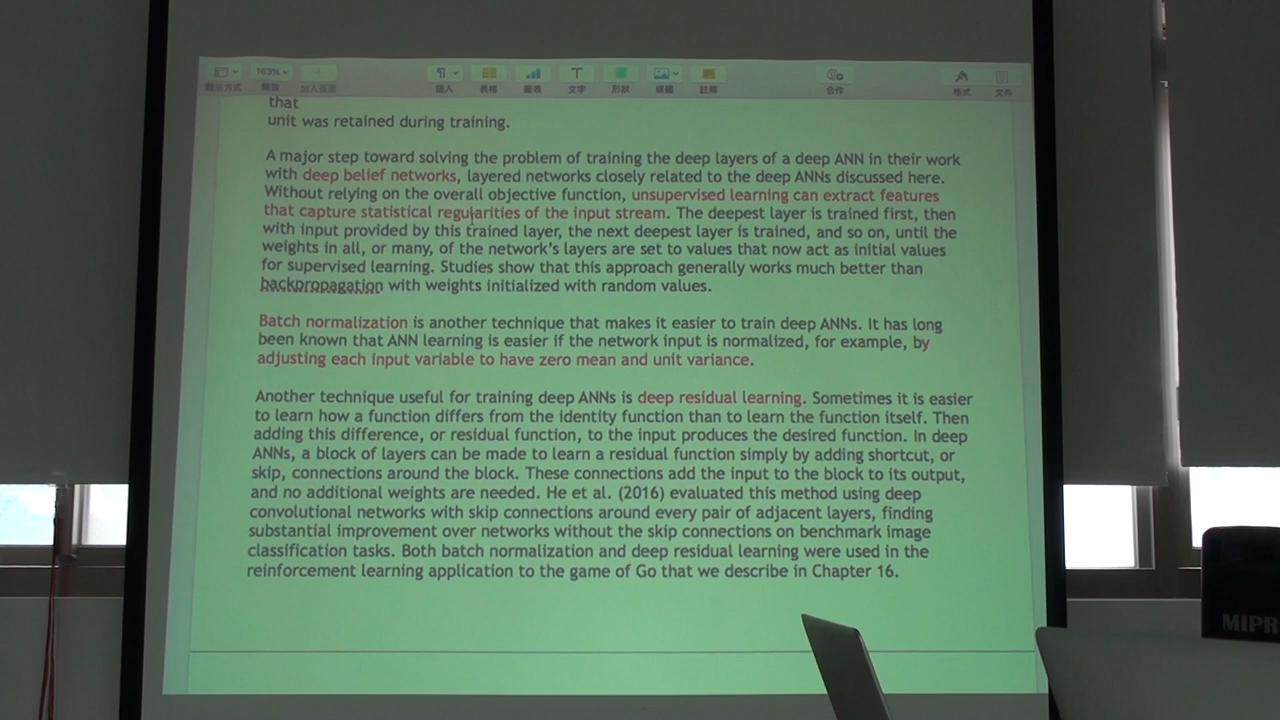 163%
插入
表格
圖表
文字
形狀
媒體
註解
合作
格式
文件
that
unit was retained during training.
A major step toward solving the problem of training the deep layers of a deep ANN in their work
with deep belief networks, layered networks closely related to the deep ANNs discussed here.
Without relying on the overall objective function, unsupervised learning can extract features
that capture statistical regularities of the input stream. The deepest layer is trained first, then
with input provided by this trained layer, the next deepest layer is trained, and so on, until the
weights in all, or many, of the network's layers are set to values that now act as initial values
for supervised learning. Studies show that this approach generally works much better than
backpropagation with weights initialized with random values.
Batch normalization is another technique that makes it easier to train deep ANNs. It has long
been known that ANN learning is easier if the network input is normalized, for example, by
adjusting each input variable to have zero mean and unit variance.
Another technique useful for training deep ANNs is deep residual learning. Sometimes it is easier
to learn how a function differs from the identity function than to learn the function itself. Then
adding this difference, or residual function, to the input produces the desired function. In deep
ANNs, a block of layers can be made to learn a residual function simply by adding shortcut, or
skip, connections around the block. These connections add the input to the block to its output,
and no additional weights are needed. He et al. (2016) evaluated this method using deep
convolutional networks with skip connections around every pair of adjacent layers, finding
substantial improvement over networks without the skip connections on benchmark image
classification tasks. Both batch normalization and deep residual learning were used in the
reinforcement learning application to the game of Go that we describe in Chapter 16.
MIPR